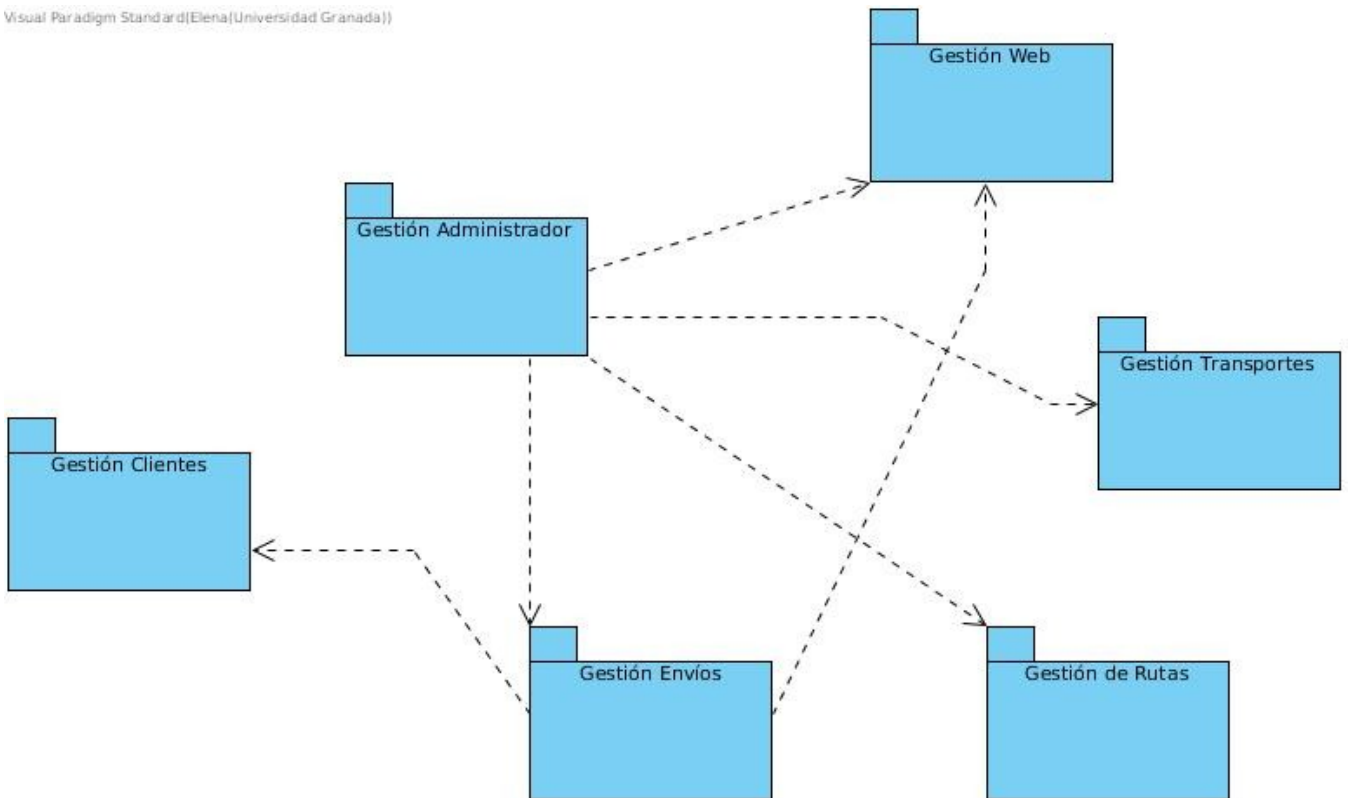 Visual Paradigm Standard(Elena(Universidad Granada))
Gestión Web
Gestión Administrador
Gestión Transportes
Gestión Clientes
Gestión Envíos
Gestión de Rutas